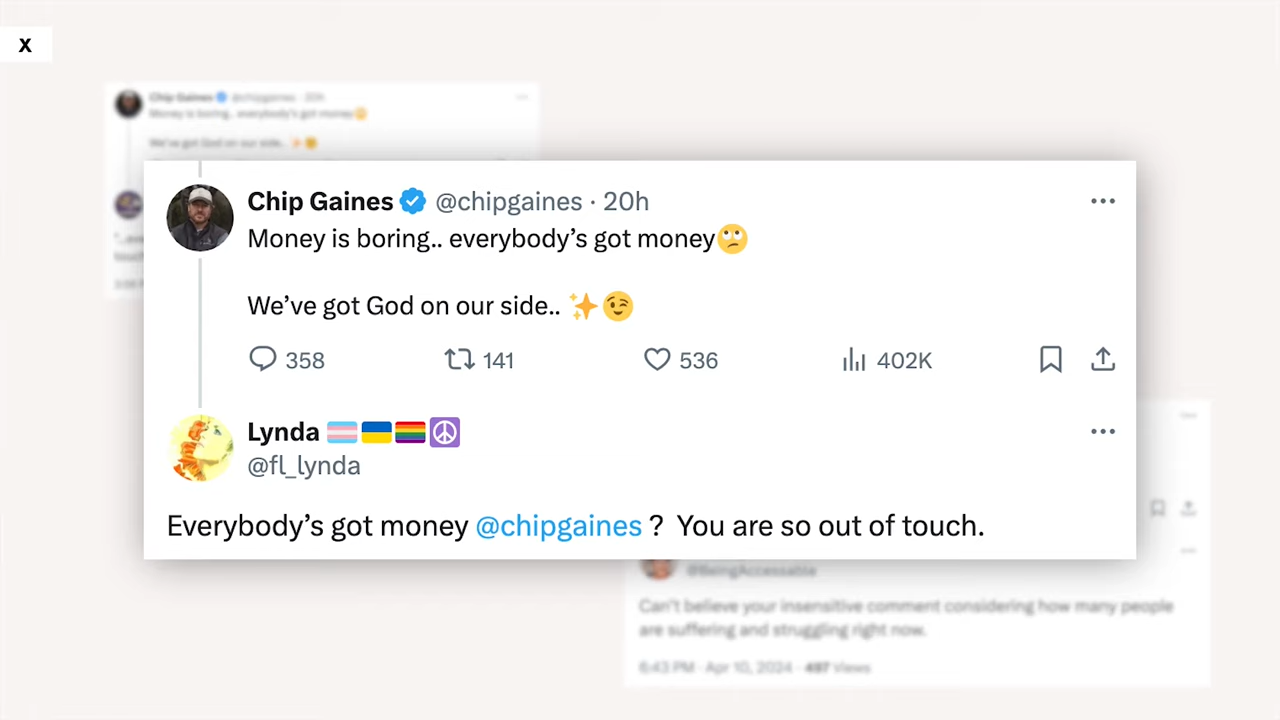 X
Chip Gaines @chipgaines · 20h
Money is boring.. everybody's got money🙄
We've got God on our side.. ✨😉
Chip Gaines @chipgaines · 20h
Money is boring.. everybody’s got money🙄
We’ve got God on our side.. ✨😉
358 141 536 402K
Lynda 🏳️‍⚧️🇺🇦🏳️‍🌈☮️
@fl_lynda
Everybody’s got money @chipgaines ? You are so out of touch.
@BeingAccessable
Can't believe your insensitive comment considering how many people
are suffering and struggling right now.
6:43 PM · Apr 10, 2024 · 497 Views